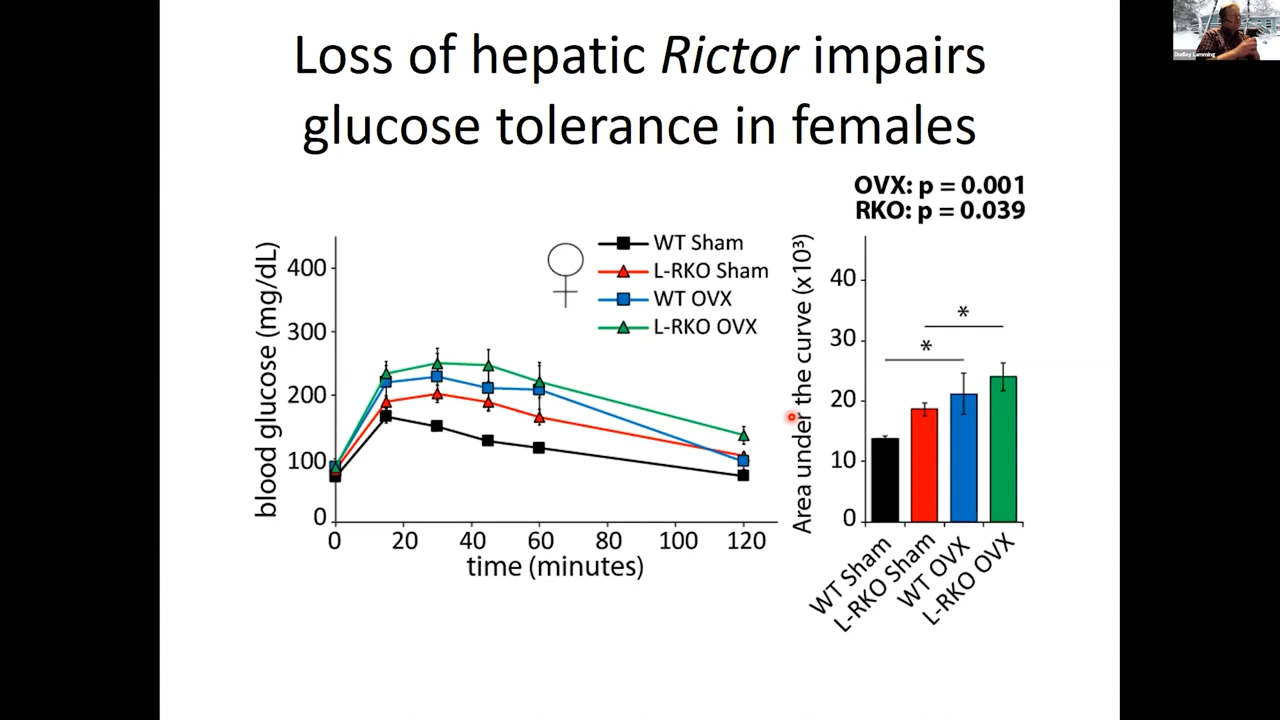 Loss of hepatic Rictor impairs
glucose tolerance in females
Dudley Lamming
OVX: p = 0.001
RKO: p = 0.039
WT Sham
L-RKO Sham
WT OVX
L-RKO OVX
blood glucose (mg/dL)
400
300
200
100
0
0 20 40 60 80 100 120
time (minutes)
Area under the curve (x10³)
40
30
20
10
0
*
*
WT Sham
L-RKO Sham
WT OVX
L-RKO OVX